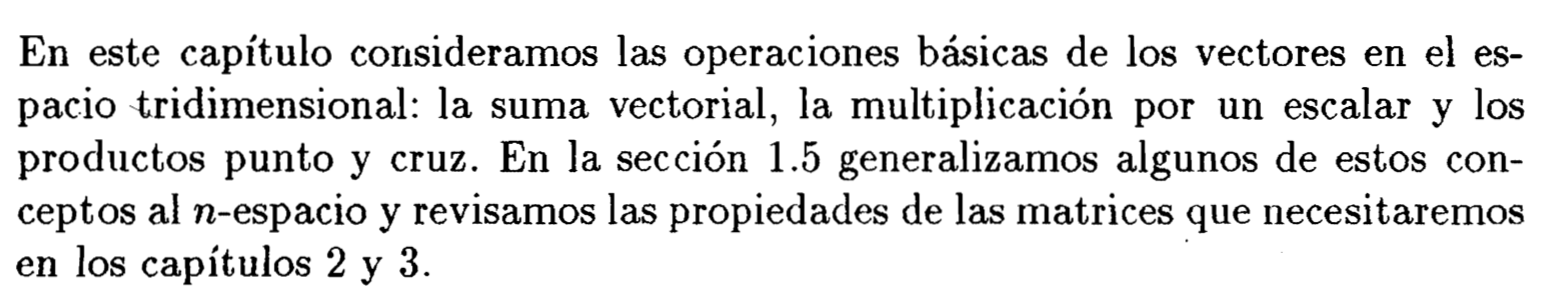 En este capítulo consideramos las operaciones básicas de los vectores en el es-
pacio tridimensional: la suma vectorial, la multiplicación por un escalar y los
productos punto y cruz. En la sección 1.5 generalizamos algunos de estos con-
ceptos al n-espacio y revisamos las propiedades de las matrices que necesitaremos
en los capítulos 2 y 3.